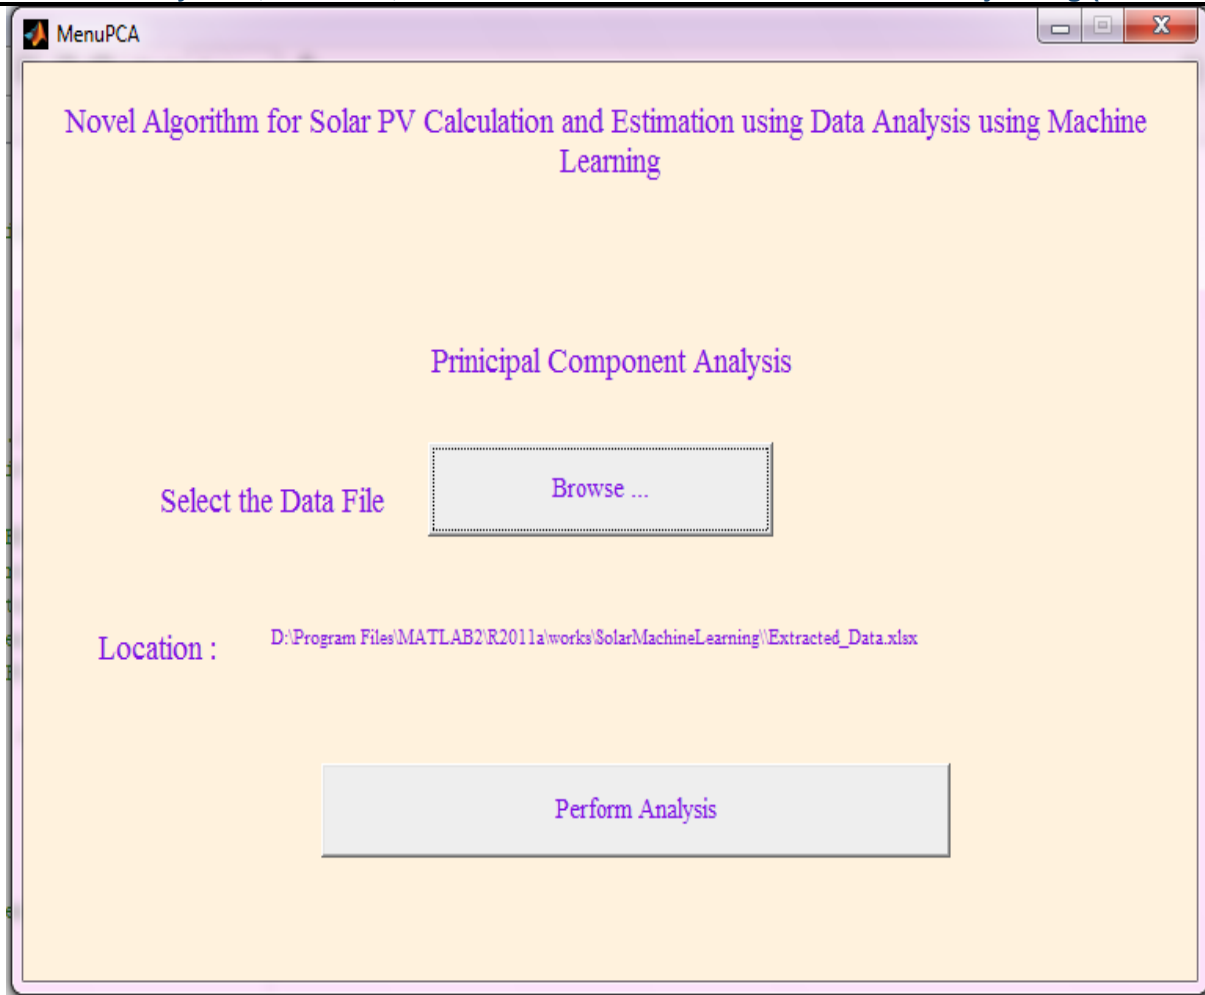 MenuPCA
Novel Algorithm for Solar PV Calculation and Estimation using Data Analysis using Machine
Learning
Prinicipal Component Analysis
Select the Data File
Browse ...
Location :
D:\Program Files\MATLAB2\R2011a\works\SolarMachineLearning\\Extracted_Data.xlsx
Perform Analysis